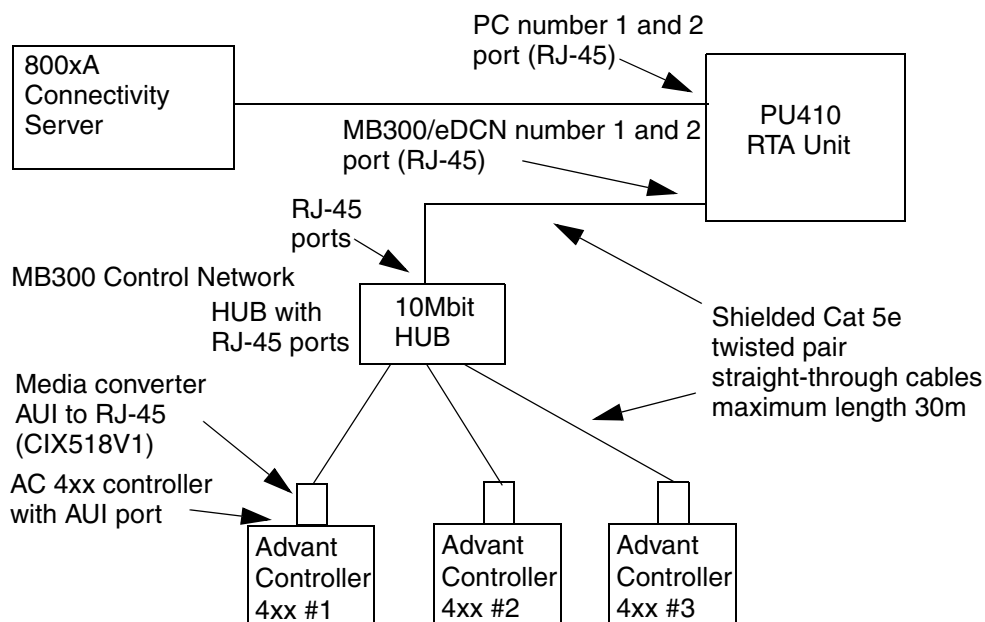 PC number 1 and 2
port (RJ-45)
800xA
Connectivity
Server
PU410
RTA Unit
MB300/eDCN number 1 and 2
port (RJ-45)
RJ-45
ports
MB300 Control Network
HUB with
RJ-45 ports
10Mbit
HUB
Shielded Cat 5e
twisted pair
straight-through cables
maximum length 30m
Media converter
AUI to RJ-45
(CIX518V1)
AC 4xx controller
with AUI port
Advant
Controller
4xx #1
Advant
Controller
4xx #2
Advant
Controller
4xx #3